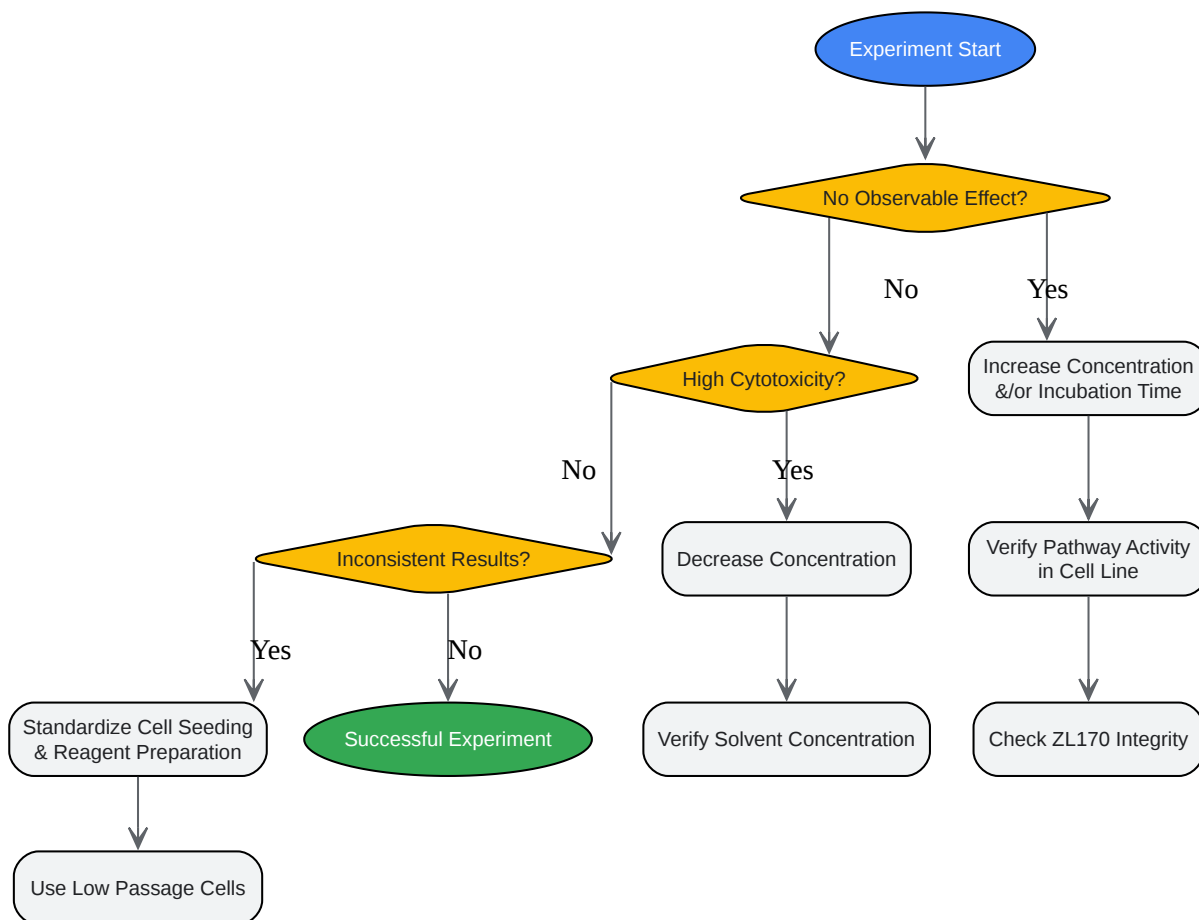 Experiment Start
No Observable Effect?
No
Yes
High Cytotoxicity?
Increase Concentration
&/or Incubation Time
No
Yes
Inconsistent Results?
Decrease Concentration
Verify Pathway Activity
in Cell Line
Yes
No
Standardize Cell Seeding
& Reagent Preparation
Successful Experiment
Verify Solvent Concentration
Check ZL170 Integrity
Use Low Passage Cells